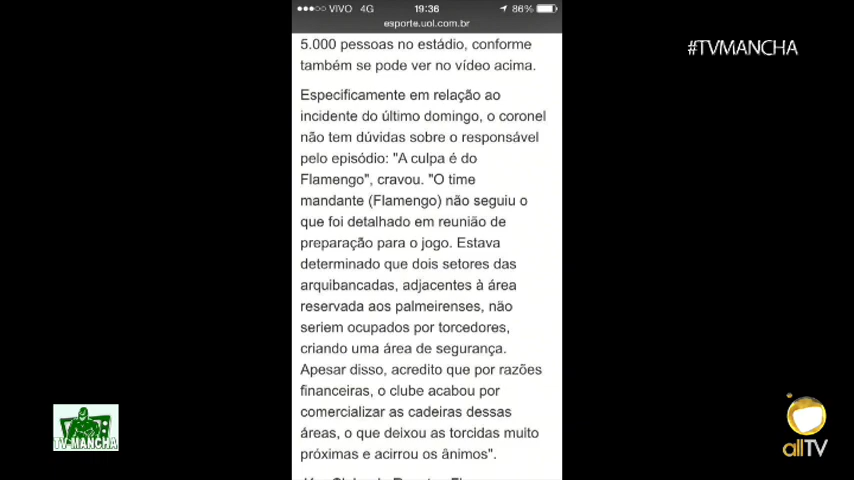 ●●●○○ VIVO 4G 19:36 86%
esporte.uol.com.br
#TVMANCHA
5.000 pessoas no estádio, conforme
também se pode ver no vídeo acima.
Especificamente em relação ao
incidente do último domingo, o coronel
não tem dúvidas sobre o responsável
pelo episódio: "A culpa é do
Flamengo", cravou. "O time
mandante (Flamengo) não seguiu o
que foi detalhado em reunião de
preparação para o jogo. Estava
determinado que dois setores das
arquibancadas, adjacentes à área
reservada aos palmeirenses, não
seriem ocupados por torcedores,
criando uma área de segurança.
Apesar disso, acredito que por razões
financeiras, o clube acabou por
comercializar as cadeiras dessas
áreas, o que deixou as torcidas muito
próximas e acirrou os ânimos".
TV MANCHA
allTV